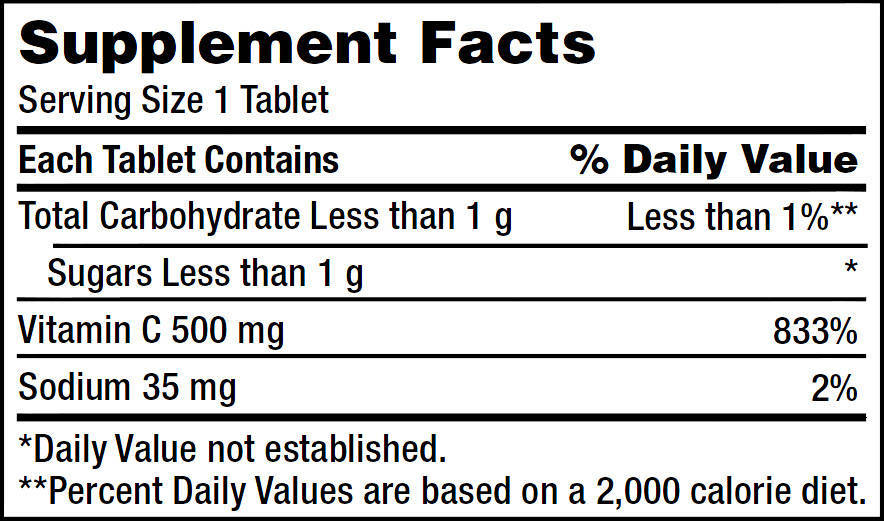 Supplement Facts
Serving Size 1 Tablet
Each Tablet Contains % Daily Value
Total Carbohydrate Less than 1 g Less than 1%**
Sugars Less than 1 g *
Vitamin C 500 mg 833%
Sodium 35 mg 2%
*Daily Value not established.
**Percent Daily Values are based on a 2,000 calorie diet.